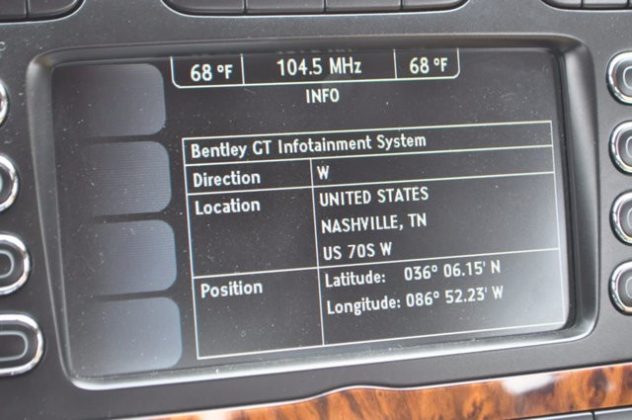 68 °F 104.5 MHz 68 °F
INFO
Bentley GT Infotainment System
Direction W
Location UNITED STATES
NASHVILLE, TN
US 70S W
Position Latitude: 036° 06.15' N
Longitude: 086° 52.23' W